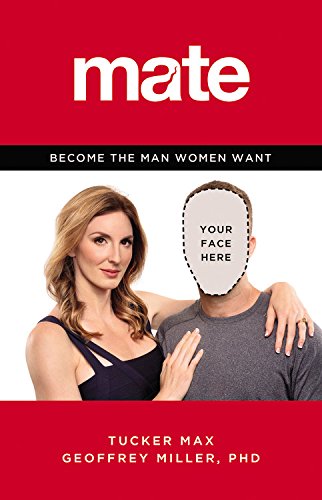 mate
BECOME THE MAN WOMEN WANT
YOUR
FACE
HERE
TUCKER MAX
GEOFFREY MILLER, PHD